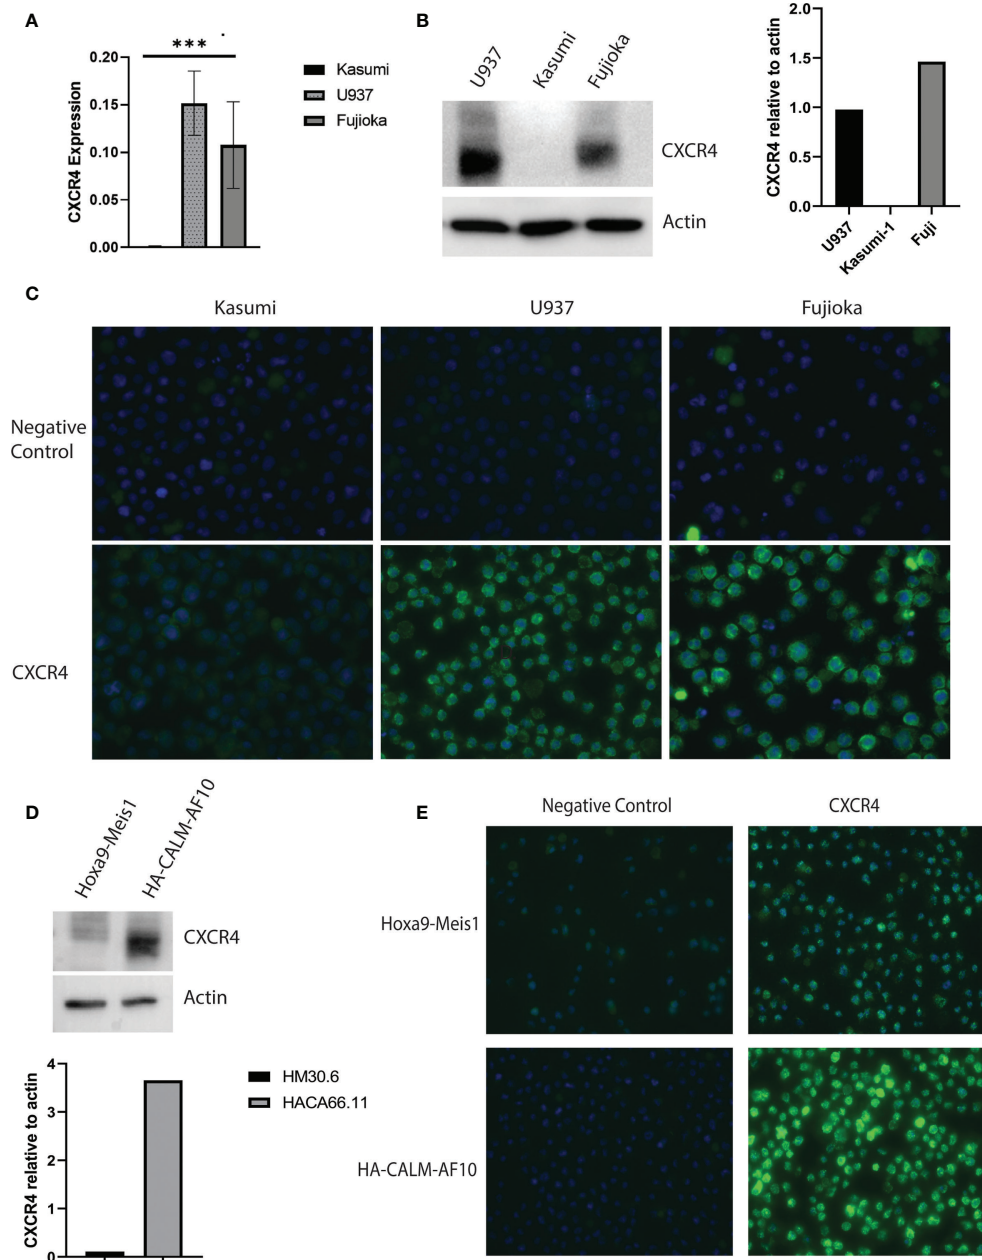 A
***
CXCR4 Expression
0.20
0.15
0.10
0.05
0.00
Kasumi
U937
Fujioka
B
U937
Kasumi
Fujioka
CXCR4
Actin
CXCR4 relative to actin
2.0
1.5
1.0
0.5
0.0
U937
Kasumi-1
Fuji
C
Kasumi
U937
Fujioka
Negative
Control
CXCR4
D
Hoxa9-Meis1
HA-CALM-AF10
CXCR4
Actin
CXCR4 relative to actin
4
3
2
1
0
HM30.6
HACA66.11
E
Negative Control
CXCR4
Hoxa9-Meis1
HA-CALM-AF10